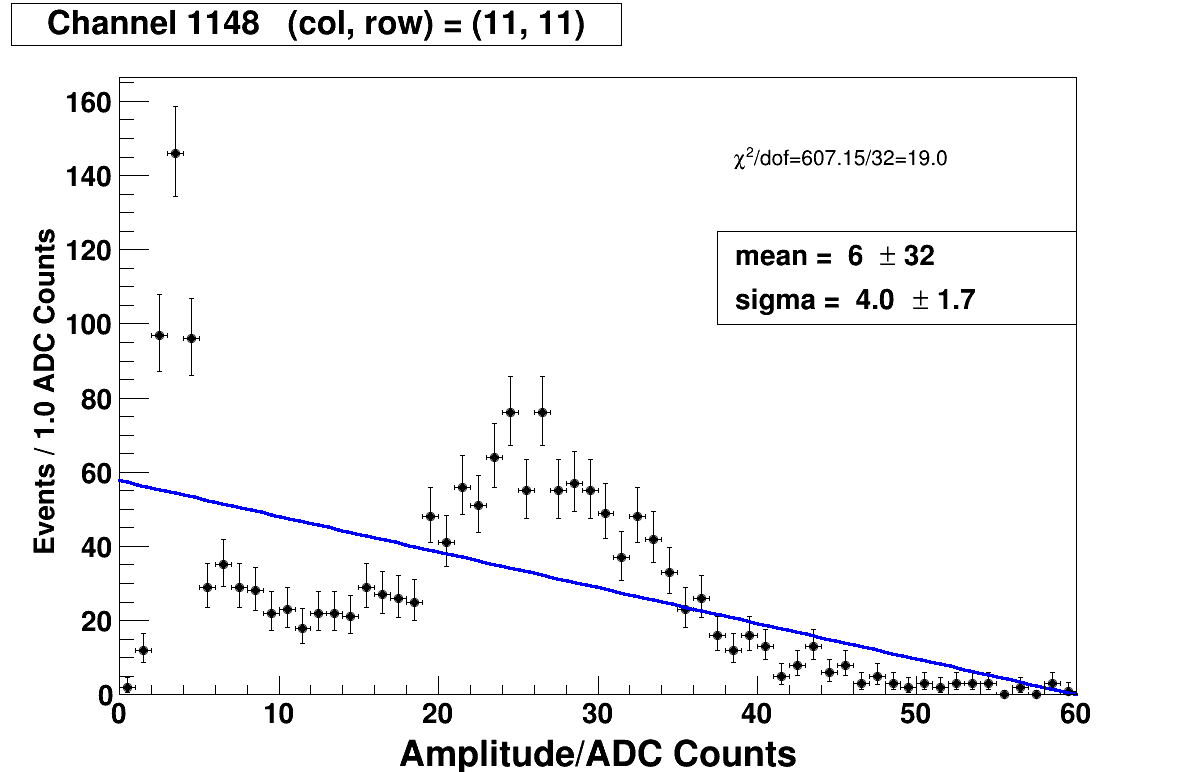 Channel 1148 (col, row) = (11, 11)
χ²/dof=607.15/32=19.0
mean = 6 ± 32
sigma = 4.0 ± 1.7
Events / 1.0 ADC Counts
160
140
120
100
80
60
40
20
0
0 10 20 30 40 50 60
Amplitude/ADC Counts